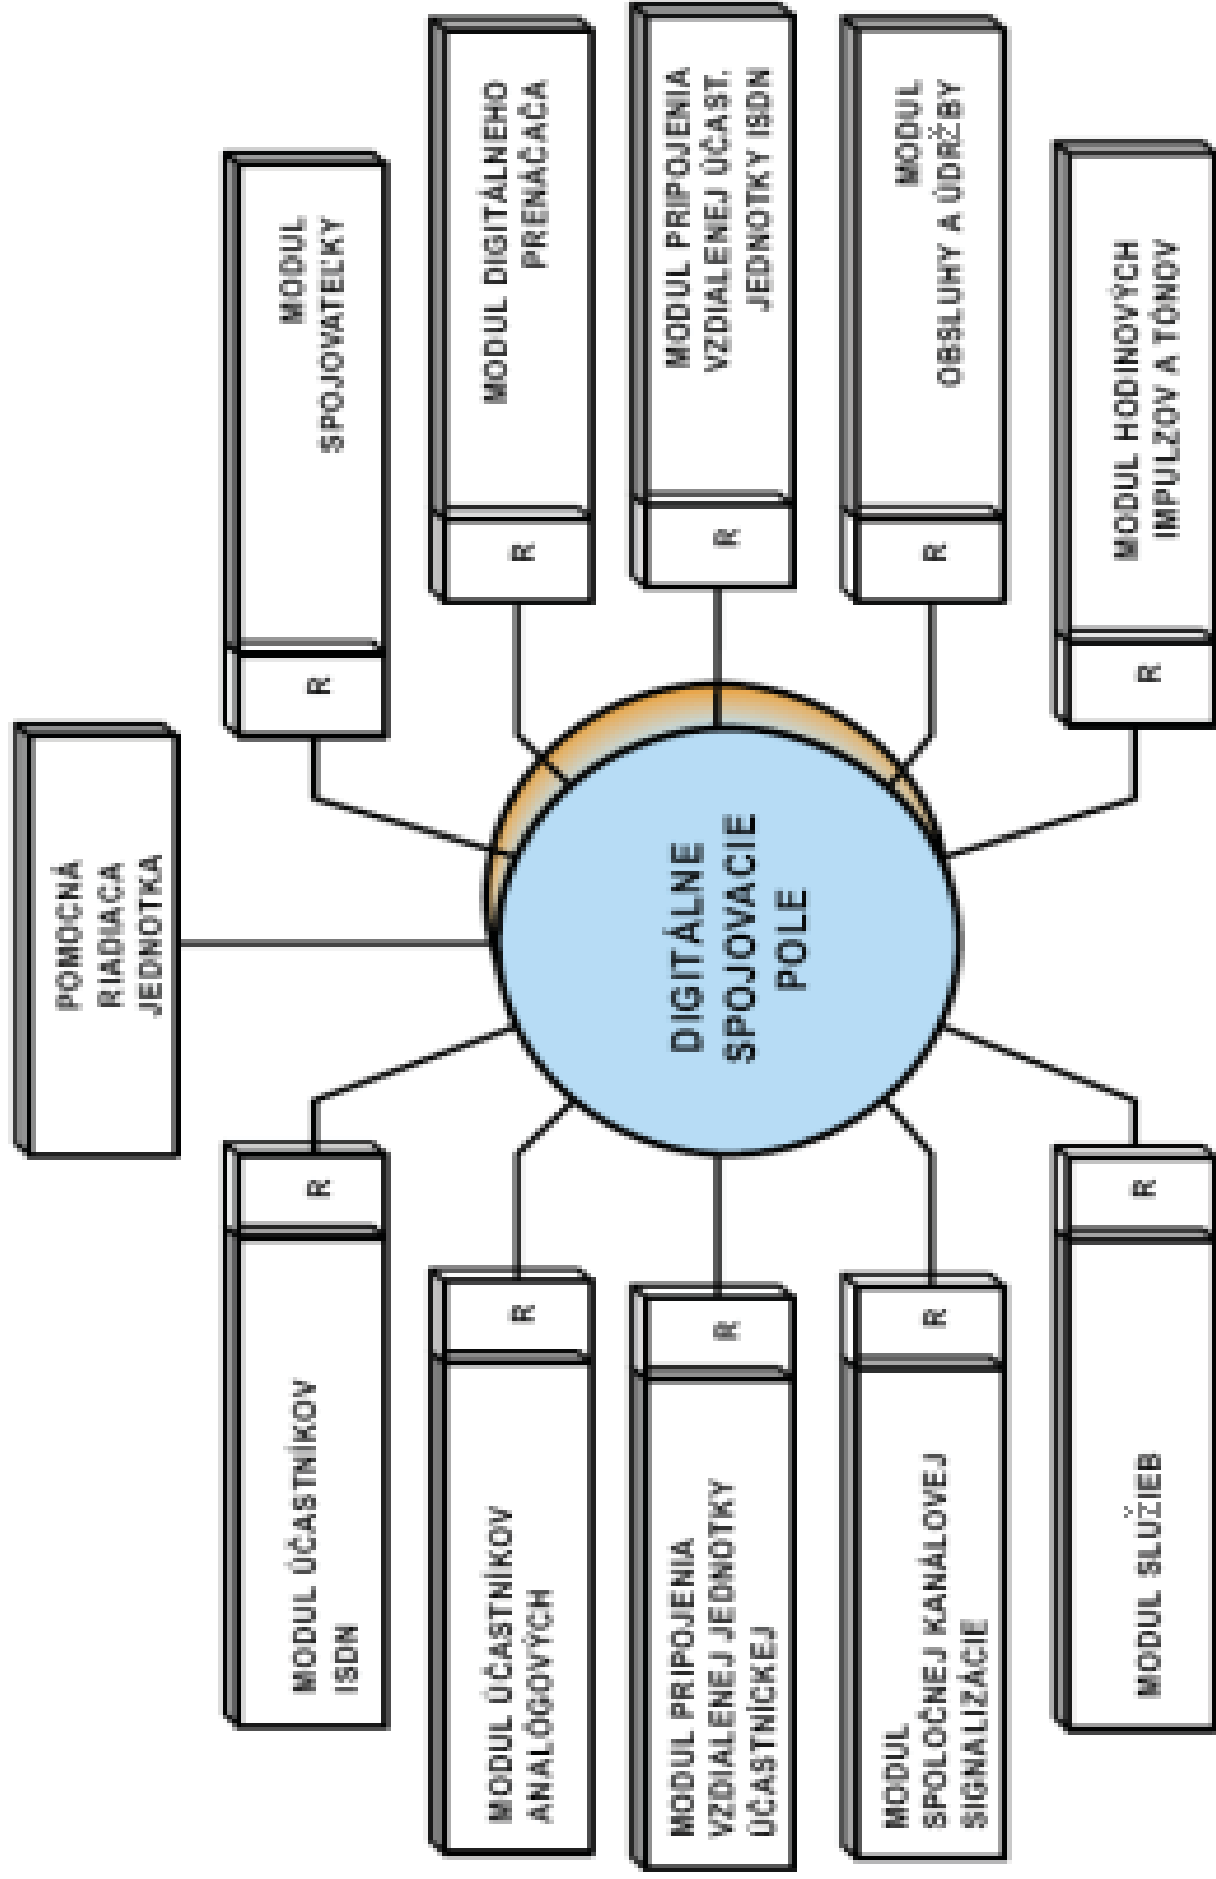 POMOCNÁ
RIADIACA
JEDNOTKA
MODUL ÚČASTNÍKOV
ISDN
R
R
MODUL
SPOJOVATEĽKY
MODUL ÚČASTNÍKOV
ANALÓGOVÝCH
R
R
MODUL DIGITÁLNEHO
PRENÁČAČA
MODUL PRIPOJENIA
VZDIALENEJ JEDNOTKY
ÚČASTNÍCKEJ
R
DIGITÁLNE
SPOJOVACIE
POLE
R
MODUL PRIPOJENIA
VZDIALENEJ ÚČAST.
JEDNOTKY ISDN
MODUL
SPOLOČNEJ KANÁLOVEJ
SIGNALIZÁCIE
R
R
MODUL
OBSLUHY A ÚDRŽBY
MODUL SLUŽIEB
R
R
MODUL HODINOVÝCH
IMPULZOV A TÓNOV